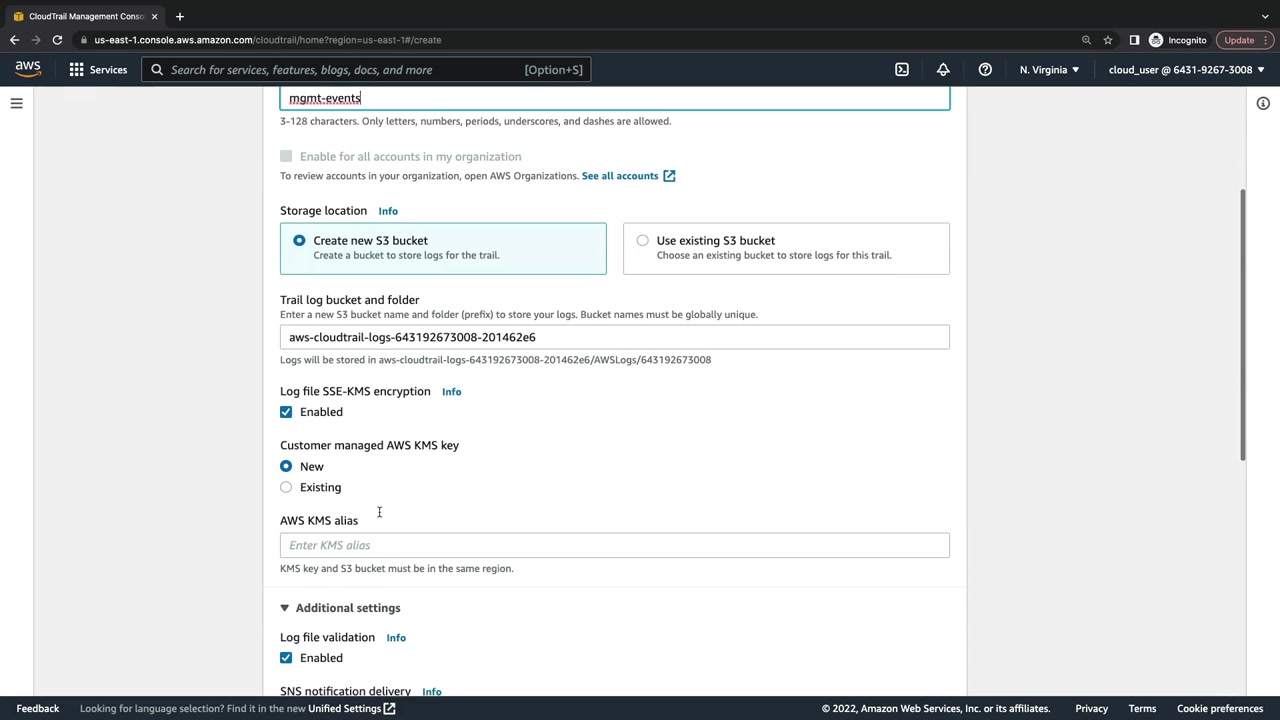 CloudTrail Management Conso
us-east-1.console.aws.amazon.com/cloudtrail/home?region=us-east-1#/create
Incognito
Update
aws
Services
Search for services, features, blogs, docs, and more
[Option+S]
N. Virginia
cloud_user @ 6431-9267-3008
mgmt-events
3-128 characters. Only letters, numbers, periods, underscores, and dashes are allowed.
Enable for all accounts in my organization
To review accounts in your organization, open AWS Organizations. See all accounts
Storage location Info
Create new S3 bucket
Create a bucket to store logs for the trail.
Use existing S3 bucket
Choose an existing bucket to store logs for this trail.
Trail log bucket and folder
Enter a new S3 bucket name and folder (prefix) to store your logs. Bucket names must be globally unique.
aws-cloudtrail-logs-643192673008-201462e6
Logs will be stored in aws-cloudtrail-logs-643192673008-201462e6/AWSLogs/643192673008
Log file SSE-KMS encryption Info
Enabled
Customer managed AWS KMS key
New
Existing
AWS KMS alias
Enter KMS alias
KMS key and S3 bucket must be in the same region.
Additional settings
Log file validation Info
Enabled
SNS notification delivery Info
Feedback
Looking for language selection? Find it in the new Unified Settings
© 2022, Amazon Web Services, Inc. or its affiliates.
Privacy
Terms
Cookie preferences